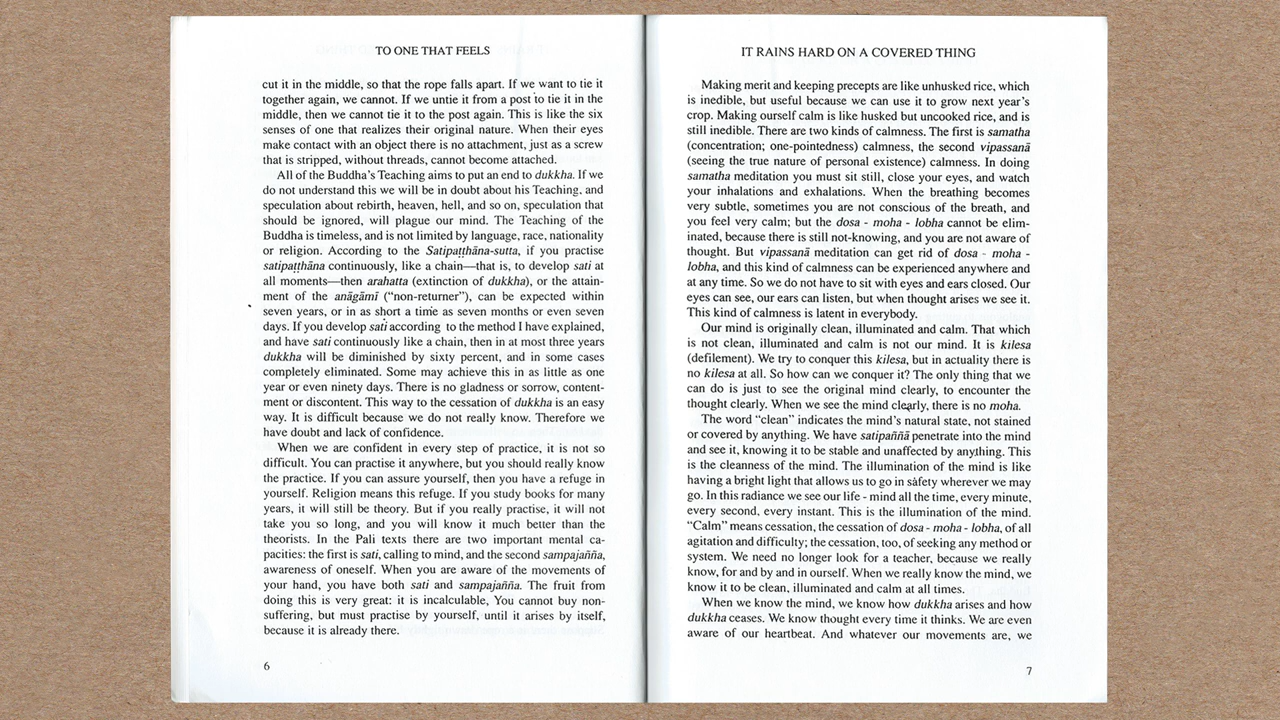 TO ONE THAT FEELS
cut it in the middle, so that the rope falls apart. If we want to tie it
together again, we cannot. If we untie it from a post to tie it in the
middle, then we cannot tie it to the post again. This is like the six
senses of one that realizes their original nature. When their eyes
make contact with an object there is no attachment, just as a screw
that is stripped, without threads, cannot become attached.
All of the Buddha's Teaching aims to put an end to dukkha. If we
do not understand this we will be in doubt about his Teaching, and
speculation about rebirth, heaven, hell, and so on, speculation that
should be ignored, will plague our mind. The Teaching of the
Buddha is timeless, and is not limited by language, race, nationality
or religion. According to the Satipaṭṭhāna-sutta, if you practise
satipaṭṭhāna continuously, like a chain—that is, to develop sati at
all moments—then arahatta (extinction of dukkha), or the attain-
ment of the anāgāmī ("non-returner"), can be expected within
seven years, or in as short a time as seven months or even seven
days. If you develop sati according to the method I have explained,
and have sati continuously like a chain, then in at most three years
dukkha will be diminished by sixty percent, and in some cases
completely eliminated. Some may achieve this in as little as one
year or even ninety days. There is no gladness or sorrow, content-
ment or discontent. This way to the cessation of dukkha is an easy
way. It is difficult because we do not really know. Therefore we
have doubt and lack of confidence.
When we are confident in every step of practice, it is not so
difficult. You can practise it anywhere, but you should really know
the practice. If you can assure yourself, then you have a refuge in
yourself. Religion means this refuge. If you study books for many
years, it will still be theory. But if you really practise, it will not
take you so long, and you will know it much better than the
theorists. In the Pali texts there are two important mental ca-
pacities: the first is sati, calling to mind, and the second sampajañña,
awareness of oneself. When you are aware of the movements of
your hand, you have both sati and sampajañña. The fruit from
doing this is very great: it is incalculable, You cannot buy non-
suffering, but must practise by yourself, until it arises by itself,
because it is already there.
6
IT RAINS HARD ON A COVERED THING
Making merit and keeping precepts are like unhusked rice, which
is inedible, but useful because we can use it to grow next year's
crop. Making ourself calm is like husked but uncooked rice, and is
still inedible. There are two kinds of calmness. The first is samatha
(concentration; one-pointedness) calmness, the second vipassanā
(seeing the true nature of personal existence) calmness. In doing
samatha meditation you must sit still, close your eyes, and watch
your inhalations and exhalations. When the breathing becomes
very subtle, sometimes you are not conscious of the breath, and
you feel very calm; but the dosa - moha - lobha cannot be elim-
inated, because there is still not-knowing, and you are not aware of
thought. But vipassanā meditation can get rid of dosa - moha -
lobha, and this kind of calmness can be experienced anywhere and
at any time. So we do not have to sit with eyes and ears closed. Our
eyes can see, our ears can listen, but when thought arises we see it.
This kind of calmness is latent in everybody.
Our mind is originally clean, illuminated and calm. That which
is not clean, illuminated and calm is not our mind. It is kilesa
(defilement). We try to conquer this kilesa, but in actuality there is
no kilesa at all. So how can we conquer it? The only thing that we
can do is just to see the original mind clearly, to encounter the
thought clearly. When we see the mind clearly, there is no moha.
The word "clean" indicates the mind's natural state, not stained
or covered by anything. We have satipaññā penetrate into the mind
and see it, knowing it to be stable and unaffected by anything. This
is the cleanness of the mind. The illumination of the mind is like
having a bright light that allows us to go in safety wherever we may
go. In this radiance we see our life - mind all the time, every minute,
every second, every instant. This is the illumination of the mind.
"Calm" means cessation, the cessation of dosa - moha - lobha, of all
agitation and difficulty; the cessation, too, of seeking any method or
system. We need no longer look for a teacher, because we really
know, for and by and in ourself. When we really know the mind, we
know it to be clean, illuminated and calm at all times.
When we know the mind, we know how dukkha arises and how
dukkha ceases. We know thought every time it thinks. We are even
aware of our heartbeat. And whatever our movements are, we
7